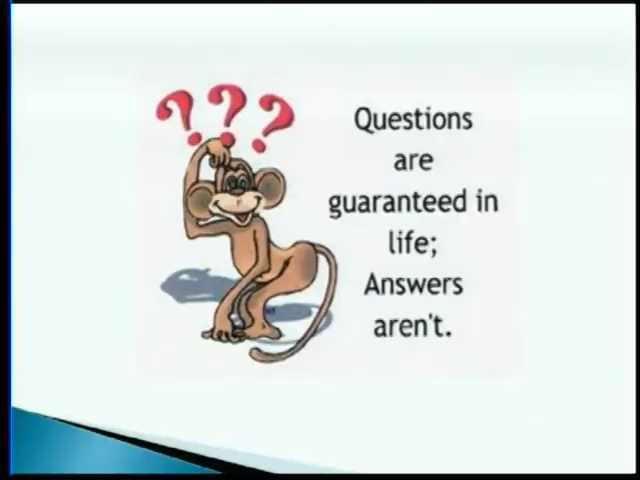 ???
Questions
are
guaranteed in
life;
Answers
aren't.